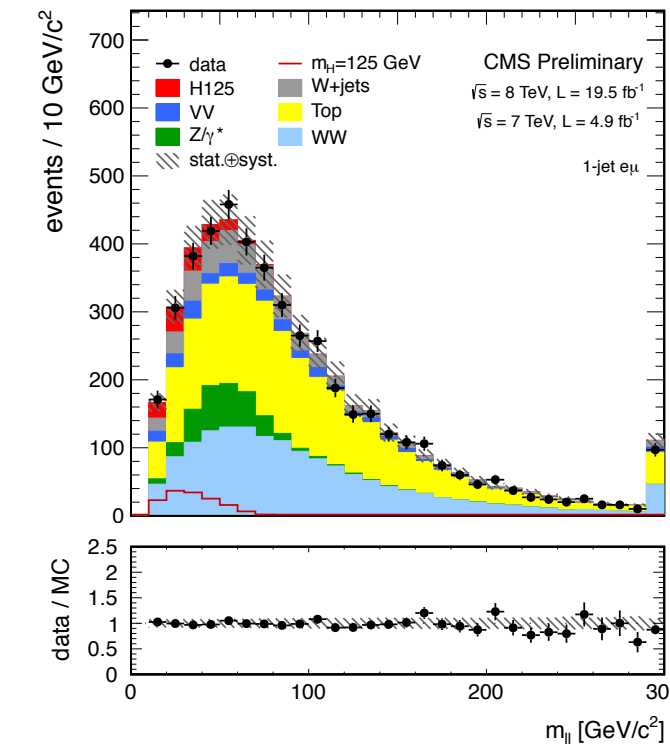 events / 10 GeV/c²
700
600
500
400
300
200
100
0
data
m_H=125 GeV
H125
W+jets
VV
Top
Z/γ*
WW
stat.⊕syst.
CMS Preliminary
√s = 8 TeV, L = 19.5 fb⁻¹
√s = 7 TeV, L = 4.9 fb⁻¹
1-jet eμ
data / MC
2.5
2
1.5
1
0.5
0
0 100 200 30
m_ll [GeV/c²]